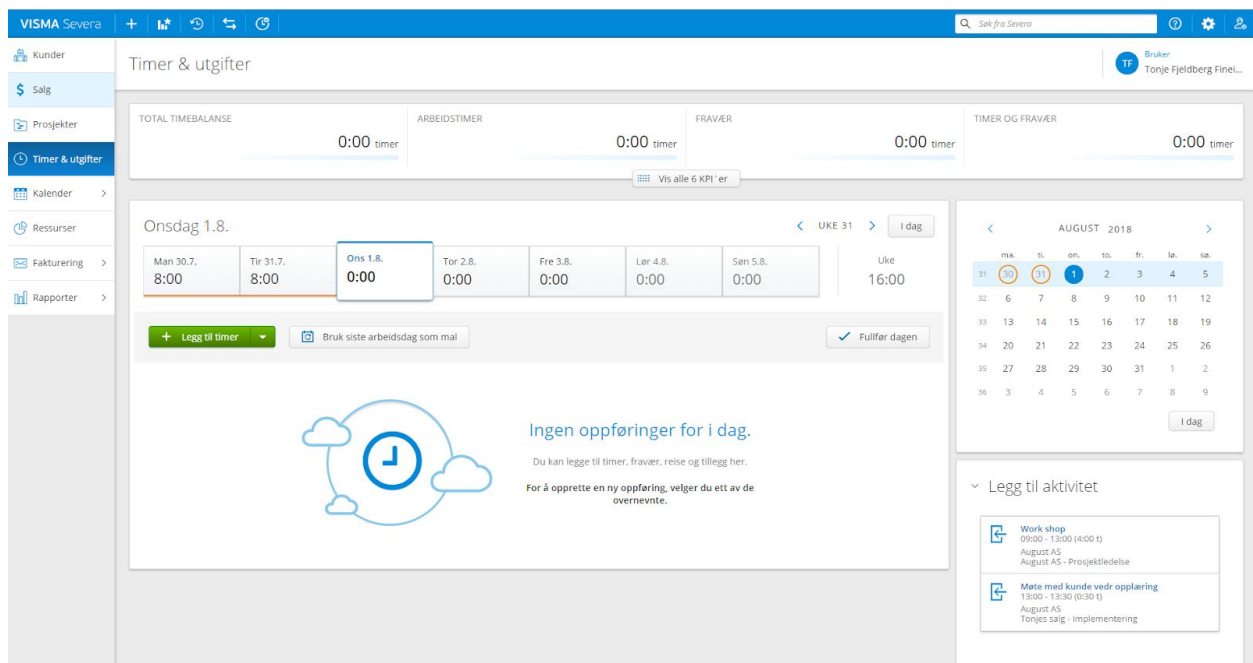 VISMA Severa
Søk fra Severa
Kunder
Salg
Prosjekter
Timer & utgifter
Kalender
Ressurser
Fakturering
Rapporter
Timer & utgifter
TF
Bruker
Tonje Fjeldberg Finei...
TOTAL TIMEBALANSE
0:00 timer
ARBEIDSTIMER
0:00 timer
FRAVÆR
0:00 timer
TIMER OG FRAVÆR
0:00 timer
Vis alle 6 KPI`er
Onsdag 1.8.
UKE 31
I dag
Man 30.7.
8:00
Tir 31.7.
8:00
Ons 1.8.
0:00
Tor 2.8.
0:00
Fre 3.8.
0:00
Lør 4.8.
0:00
Søn 5.8.
0:00
Uke
16:00
+ Legg til timer
Bruk siste arbeidsdag som mal
Fullfør dagen
Ingen oppføringer for i dag.
Du kan legge til timer, fravær, reise og tillegg her.
For å opprette en ny oppføring, velger du ett av de
overnevnte.
AUGUST 2018
ma. ti. on. to. fr. lø. sø.
31 30 31 1 2 3 4 5
32 6 7 8 9 10 11 12
33 13 14 15 16 17 18 19
34 20 21 22 23 24 25 26
35 27 28 29 30 31 1 2
36 3 4 5 6 7 8 9
I dag
Legg til aktivitet
Work shop
09:00 - 13:00 (4:00 t)
August AS
August AS - Prosjektledelse
Møte med kunde vedr opplæring
13:00 - 13:30 (0:30 t)
August AS
Tonjes salg - Implementering